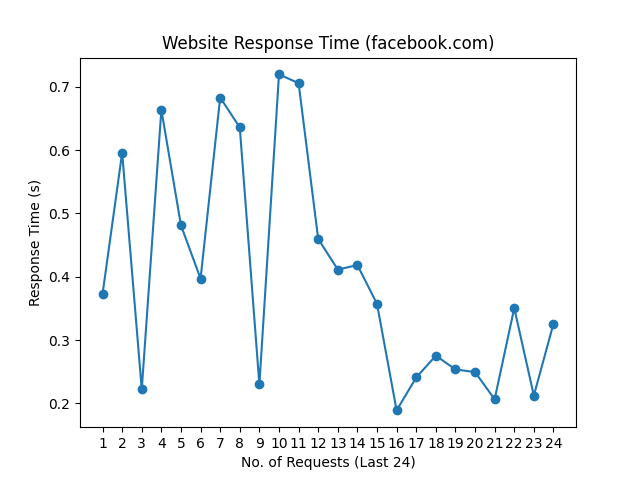 Website Response Time (facebook.com)
Response Time (s)
0.7
0.6
0.5
0.4
0.3
0.2
1 2 3 4 5 6 7 8 9 10 11 12 13 14 15 16 17 18 19 20 21 22 23 24
No. of Requests (Last 24)